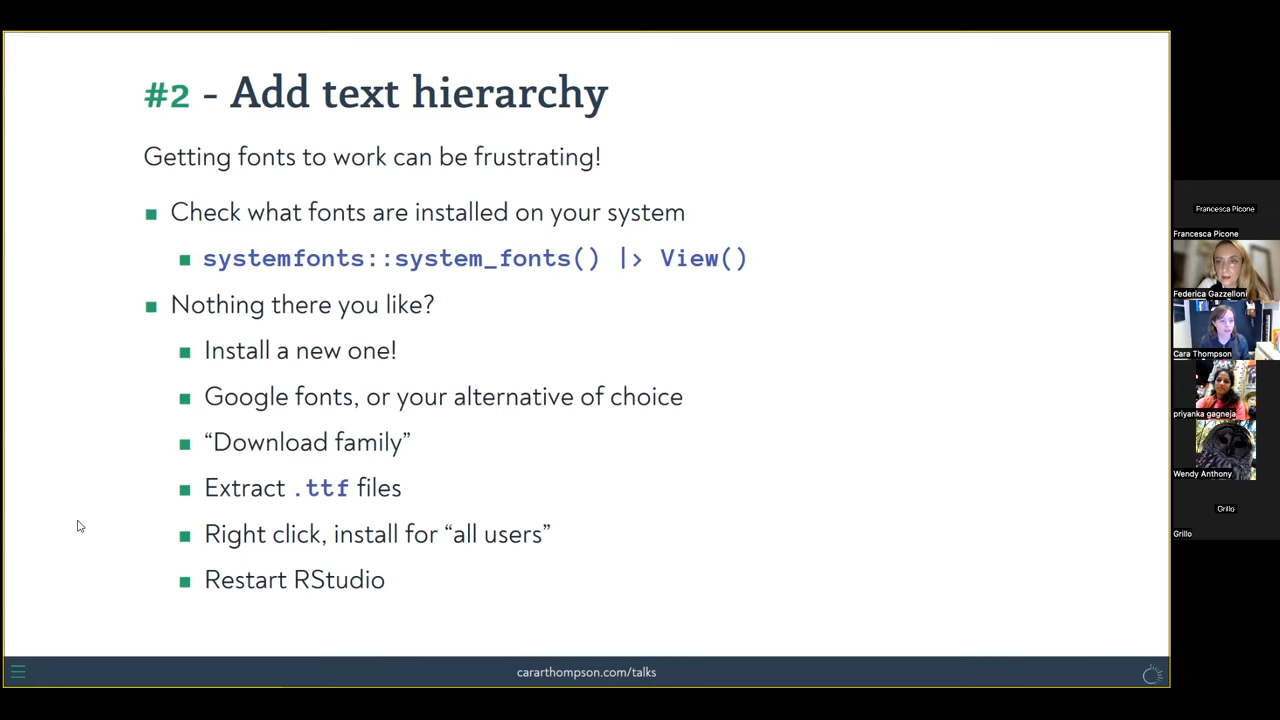 #2 - Add text hierarchy
Getting fonts to work can be frustrating!
Check what fonts are installed on your system
systemfonts::system_fonts() |> View()
Nothing there you like?
Install a new one!
Google fonts, or your alternative of choice
“Download family”
Extract .ttf files
Right click, install for “all users”
Restart RStudio
cararthompson.com/talks
Francesca Picone
Francesca Picone
Federica Gazzelloni
Cara Thompson
priyanka gagneja
Wendy Anthony
Grillo
Grillo